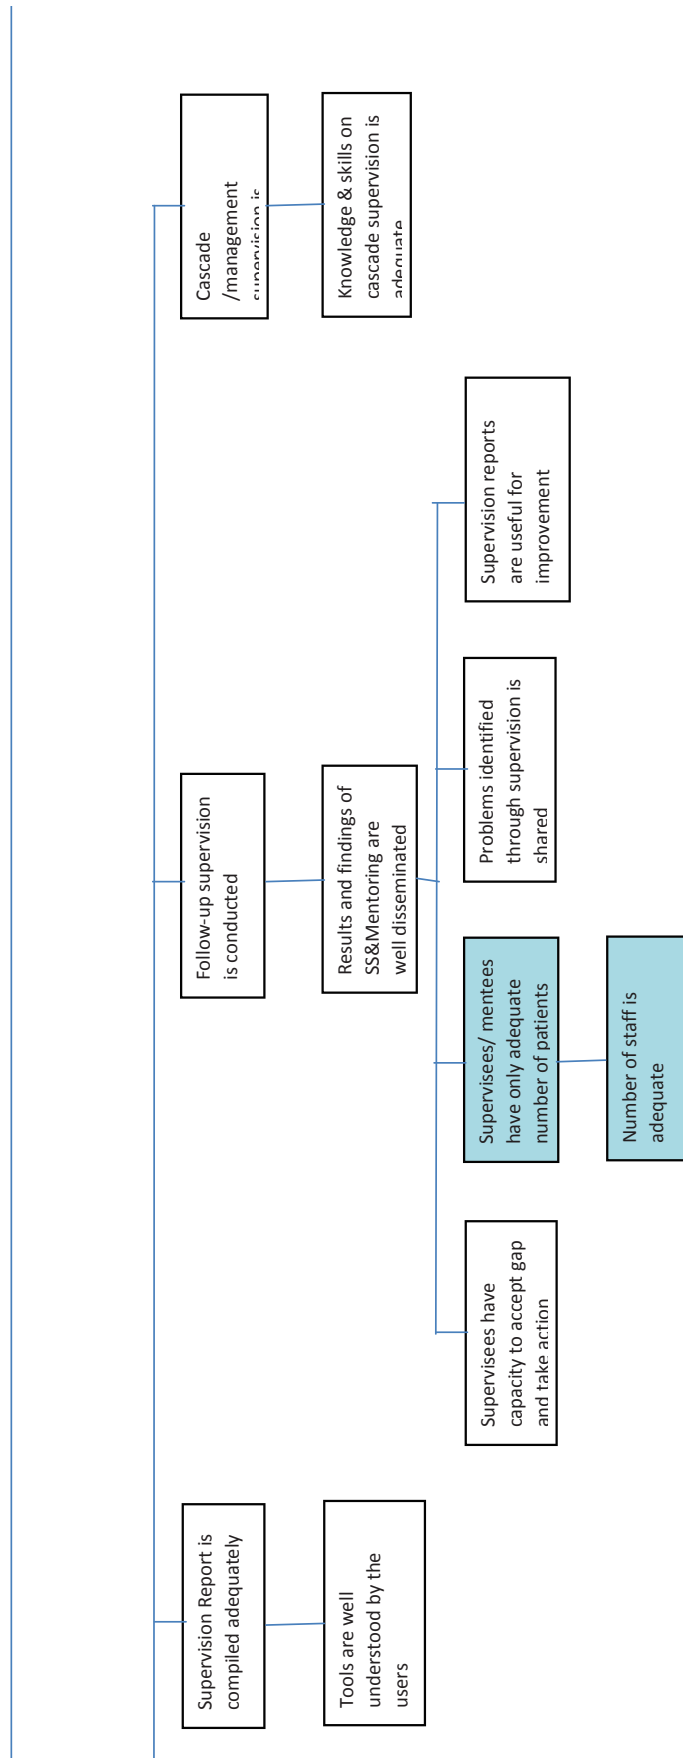 Supervision Report is
compiled adequately
Follow-up supervision
is conducted
Cascade
/management
supervision is
Tools are well
understood by the
users
Results and findings of
SS&Mentoring are
well disseminated
Knowledge & skills on
cascade supervision is
adequate
Supervisees have
capacity to accept gap
and take action
Supervisees/ mentees
have only adequate
number of patients
Problems identified
through supervision is
shared
Supervision reports
are useful for
improvement
Number of staff is
adequate